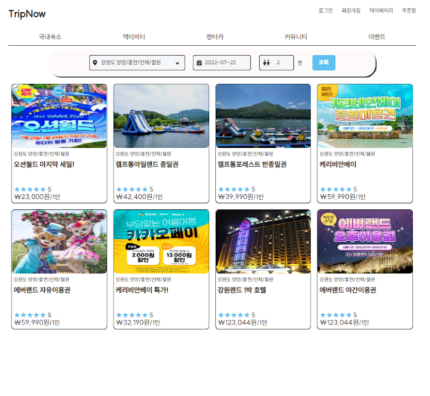 TripNow
로그인 회원가입 마이페이지 쿠폰함
국내숙소 액티비티 렌터카 커뮤니티 이벤트
강원도 양양/홍천/인제/철원 2022-07-22 2 명 조회
오션월드
강원도 양양/홍천/인제/철원
오션월드 마지막 세일!
★★★★★ 5
₩23,000원/1인
강원도 양양/홍천/인제/철원
캠프통아일랜드 종일권
★★★★★ 5
₩42,400원/1인
강원도 양양/홍천/인제/철원
캠프통포레스트 반종일권
★★★★★ 5
₩39,990원/1인
캐리비안베이
종일이용권
강원도 양양/홍천/인제/철원
케리비안베이
★★★★★ 5
₩59,990원/1인
강원도 양양/홍천/인제/철원
에버랜드 자유이용권
★★★★★ 5
₩59,990원/1인
부담없는 여름여행
카카오페이
2,000원
할인
13,000원
할인
강원도 양양/홍천/인제/철원
케리비안베이 특가!
★★★★★ 5
₩32,190원/1인
강원도 양양/홍천/인제/철원
강원랜드 1박 호텔
★★★★★ 5
₩123,044원/1인
에버랜드
강원도 양양/홍천/인제/철원
에버랜드 야간이용권
★★★★★ 5
₩123,044원/1인